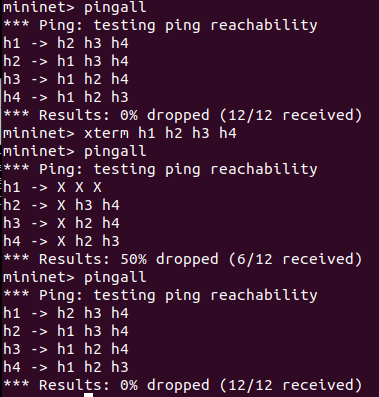 mininet> pingall
*** Ping: testing ping reachability
h1 -> h2 h3 h4
h2 -> h1 h3 h4
h3 -> h1 h2 h4
h4 -> h1 h2 h3
*** Results: 0% dropped (12/12 received)
mininet> xterm h1 h2 h3 h4
mininet> pingall
*** Ping: testing ping reachability
h1 -> X X X
h2 -> X h3 h4
h3 -> X h2 h4
h4 -> X h2 h3
*** Results: 50% dropped (6/12 received)
mininet> pingall
*** Ping: testing ping reachability
h1 -> h2 h3 h4
h2 -> h1 h3 h4
h3 -> h1 h2 h4
h4 -> h1 h2 h3
*** Results: 0% dropped (12/12 received)